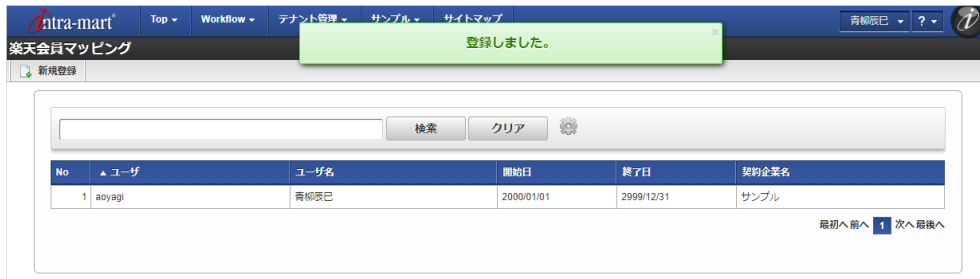 intra-mart Top Workflow テナント管理 サンプル サイトマップ 青柳辰巳 ?
登録しました。 ×
楽天会員マッピング
新規登録
検索 クリア
No ▲ ユーザ ユーザ名 開始日 終了日 契約企業名
1 aoyagi 青柳辰巳 2000/01/01 2999/12/31 サンプル
最初へ 前へ 1 次へ 最後へ